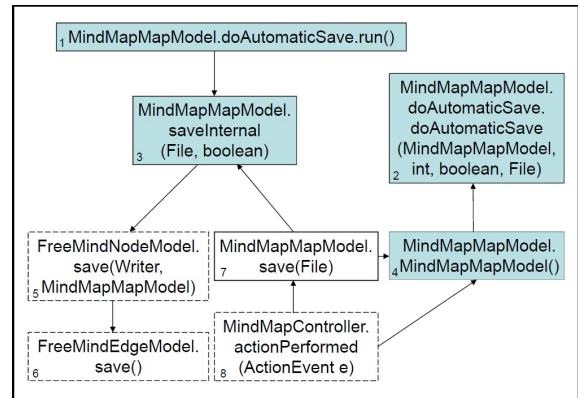 1 MindMapMapModel.doAutomaticSave.run()
MindMapMapModel.
saveInternal
(File, boolean)
3
MindMapMapModel.
doAutomaticSave.
doAutomaticSave
(MindMapMapModel,
int, boolean, File)
2
FreeMindNodeModel.
save(Writer,
MindMapMapModel)
5
MindMapMapModel.
save(File)
7
MindMapMapModel.
MindMapMapModel()
4
FreeMindEdgeModel.
save()
6
MindMapController.
actionPerformed
(ActionEvent e)
8